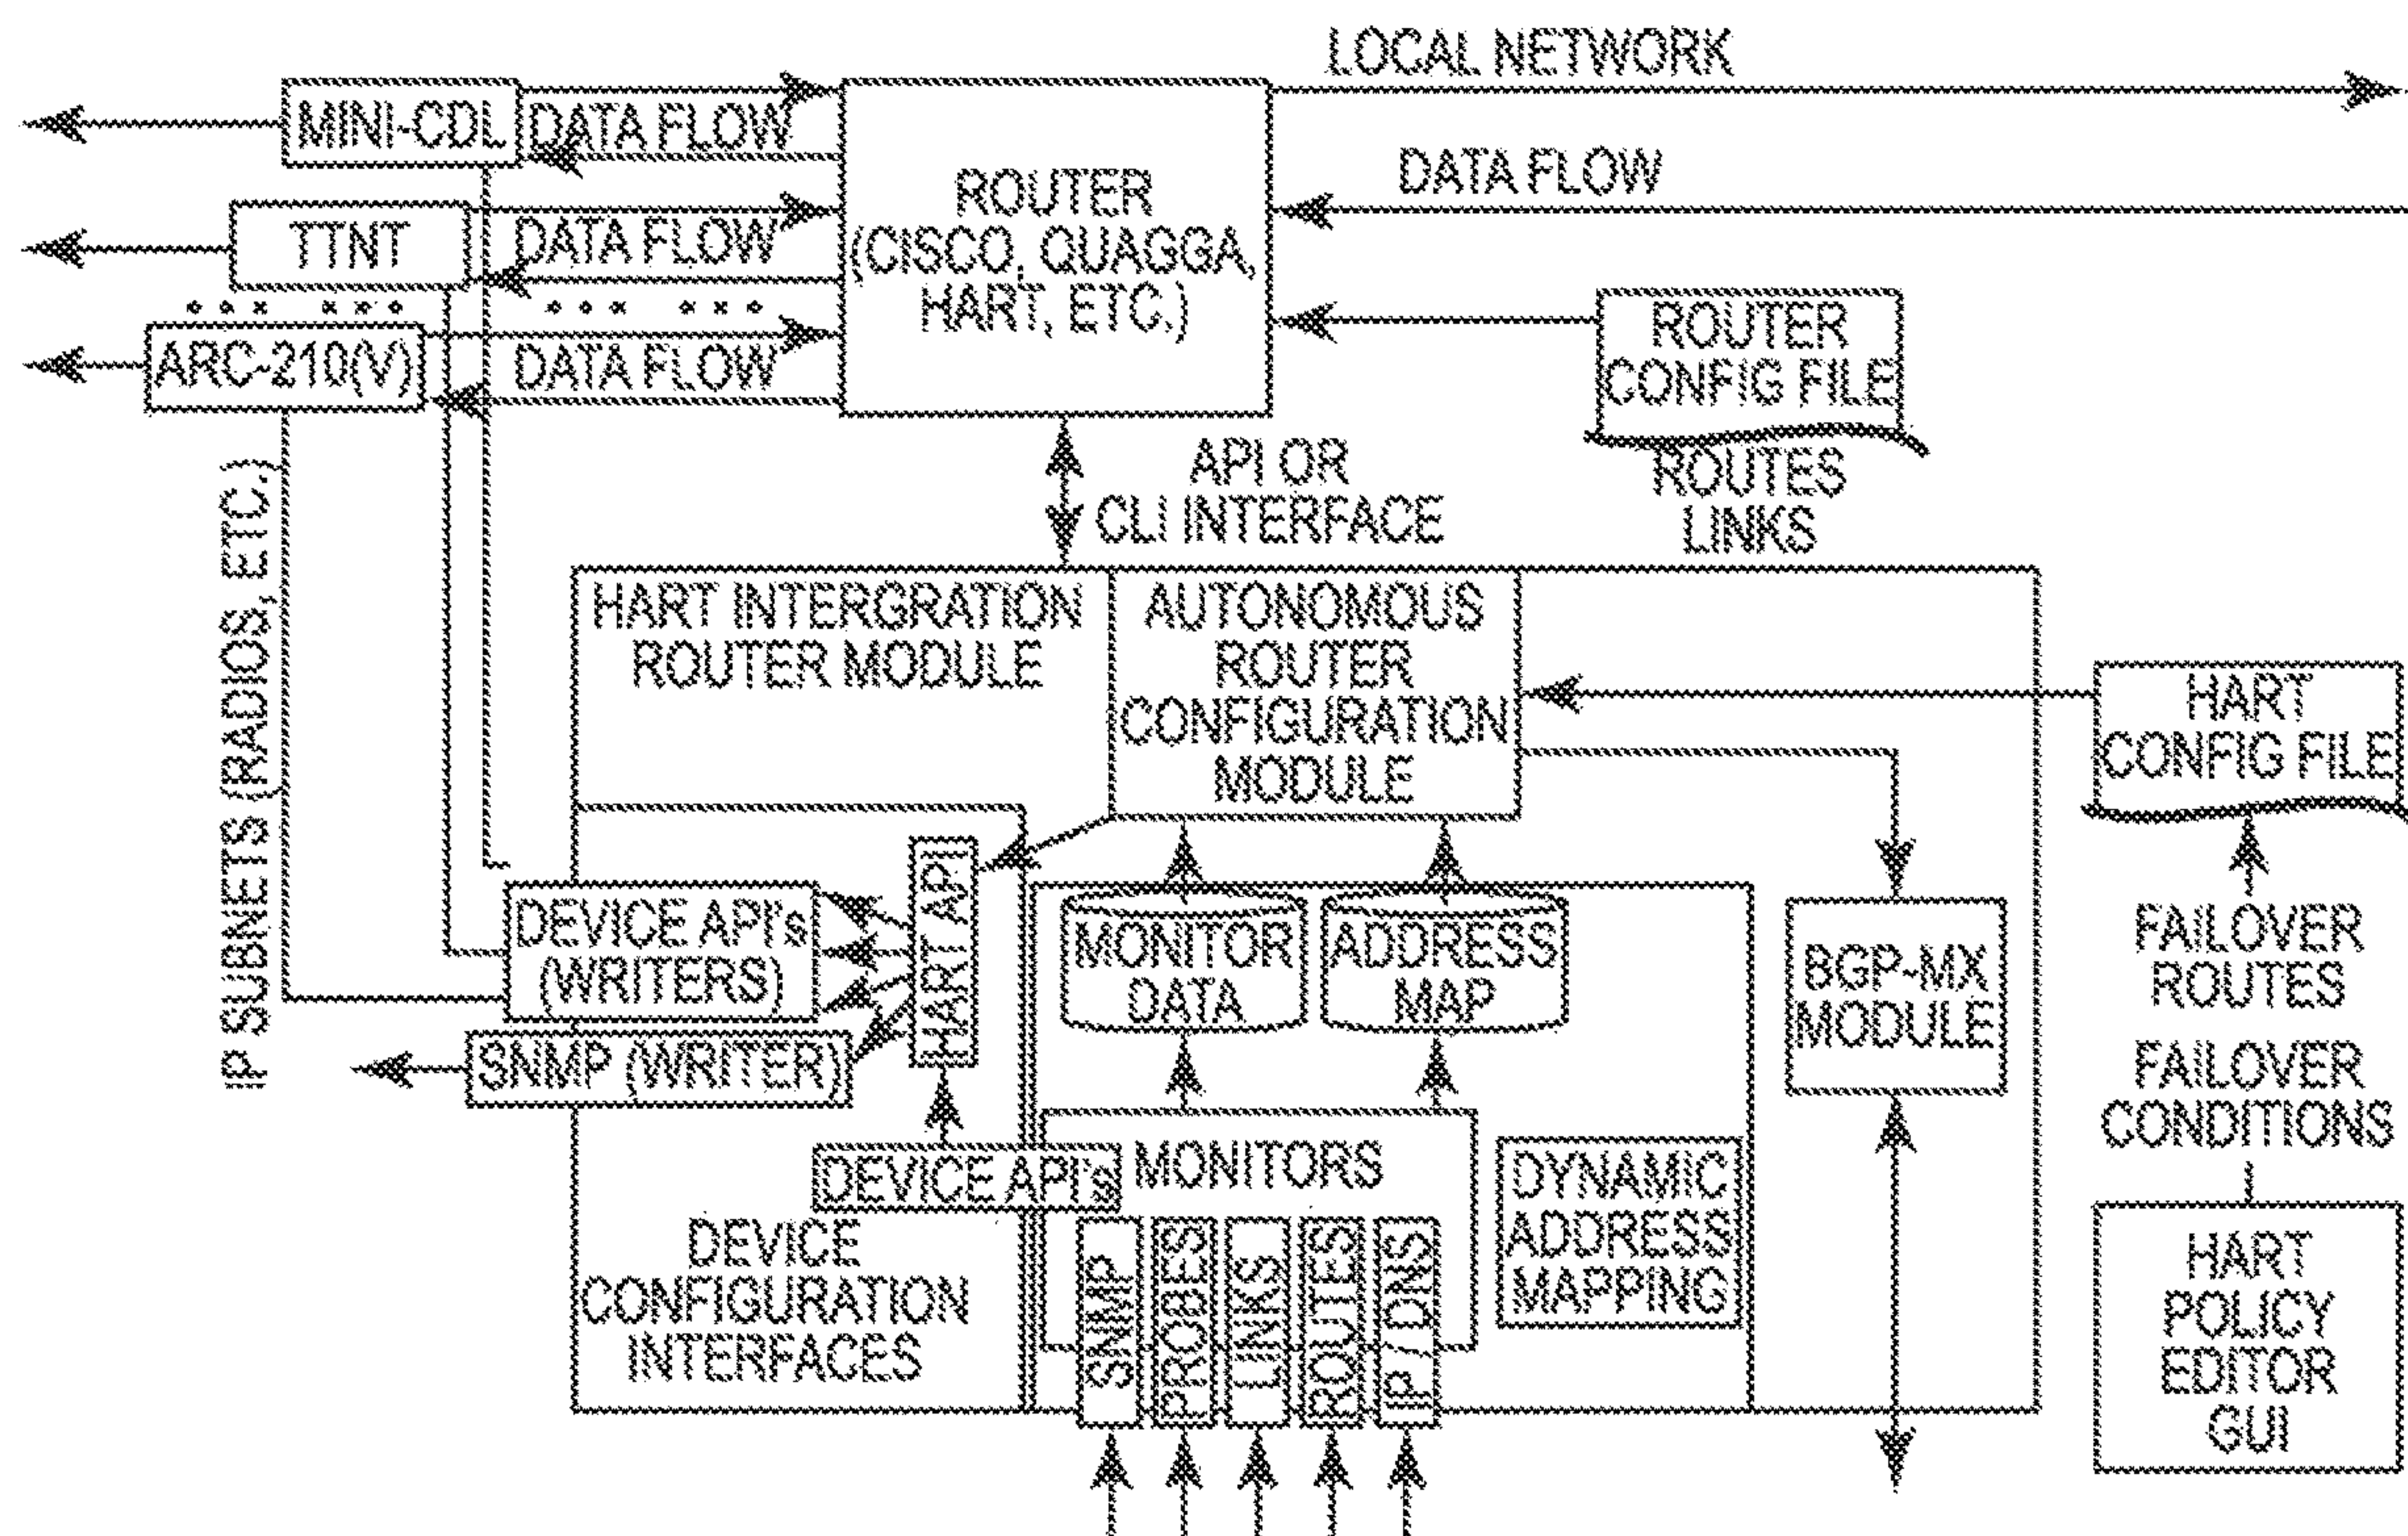 LOCAL NETWORK
MINI-CDL
DATA FLOW
DATA FLOW
TTNT
DATA FLOW
ROUTER
(CISCO, QUAGGA,
HART, ETC.)
ARC-210(V)
DATA FLOW
ROUTER
CONFIG FILE
ROUTES
LINKS
API OR
CLI INTERFACE
IP SUBNETS (RADIOS, ETC.)
HART INTERGRATION
ROUTER MODULE
AUTONOMOUS
ROUTER
CONFIGURATION
MODULE
HART
CONFIG FILE
HART API
DEVICE API's
(WRITERS)
SNMP (WRITER)
MONITOR
DATA
ADDRESS
MAP
BGP-MX
MODULE
FAILOVER
ROUTES
FAILOVER
CONDITIONS
DEVICE API's
MONITORS
DYNAMIC
ADDRESS
MAPPING
DEVICE
CONFIGURATION
INTERFACES
SNMP
PROBES
LINKS
ROUTES
IP / DNS
HART
POLICY
EDITOR
GUI